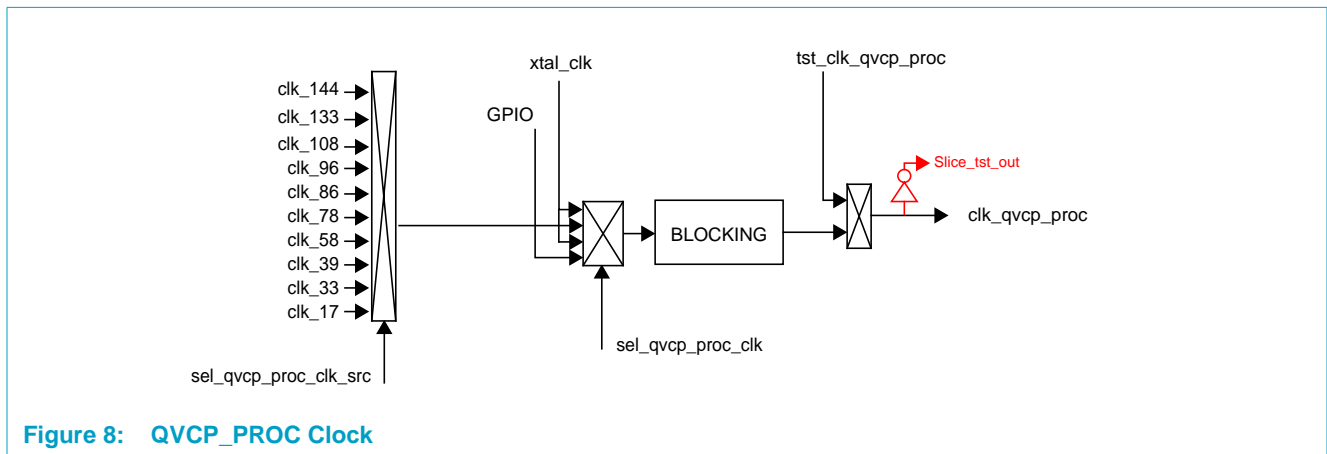 xtal_clk
tst_clk_qvcp_proc
clk_144
GPIO
clk_133
clk_108
clk_96
Slice_tst_out
clk_86
clk_78
clk_qvcp_proc
BLOCKING
clk_58
clk_39
clk_33
clk_17
sel_qvcp_proc_clk
sel_qvcp_proc_clk_src
Figure 8: QVCP_PROC Clock